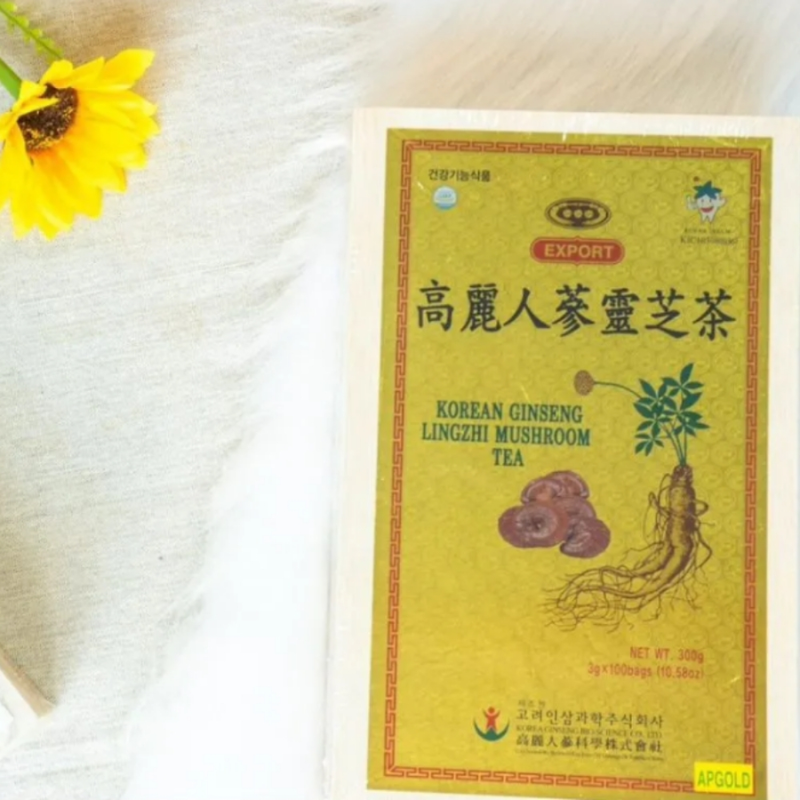 건강기능식품
EXPORT
高麗人蔘靈芝茶
KOREAN GINSENG
LINGZHI MUSHROOM
TEA
NET WT. 300g
3g×100bags (10.58oz)
고려인삼과학주식회사
KOREA GINSENG BIO-SCIENCE CO., LTD
高麗人蔘科學株式會社
APGOLD